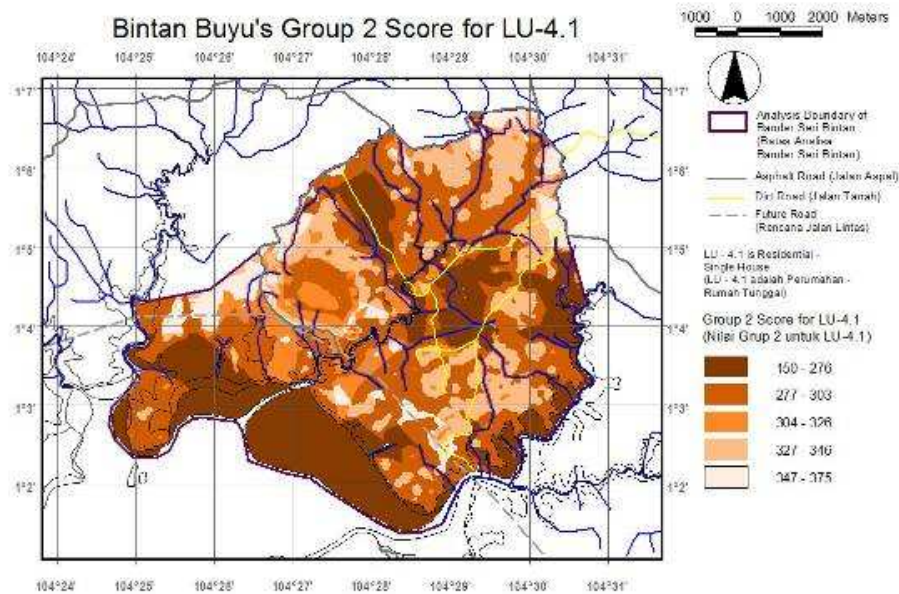 Bintan Buyu's Group 2 Score for LU-4.1
1000 0 1000 2000 Meters
104°24' 104°25' 104°26' 104°27' 104°28' 104°29' 104°30' 104°31'
1°7' 1°7'
1°6' 1°6'
1°5' 1°5'
1°4' 1°4'
1°3' 1°3'
1°2' 1°2'
104°24' 104°25' 104°26' 104°27' 104°28' 104°29' 104°30' 104°31'
Analysis Boundary of
Bandar Seri Bintan
(Batas Analisa
Bandar Seri Bintan)
Asphalt Road (Jalan Aspal)
Dirt Road (Jalan Tanah)
Future Road
(Rencana Jalan Lintas)
LU - 4.1 is Residential -
Single House
(LU - 4.1 adalah Perumahan -
Rumah Tunggal)
Group 2 Score for LU-4.1
(Nilai Grup 2 untuk LU-4.1)
150 - 276
277 - 303
304 - 326
327 - 346
347 - 375